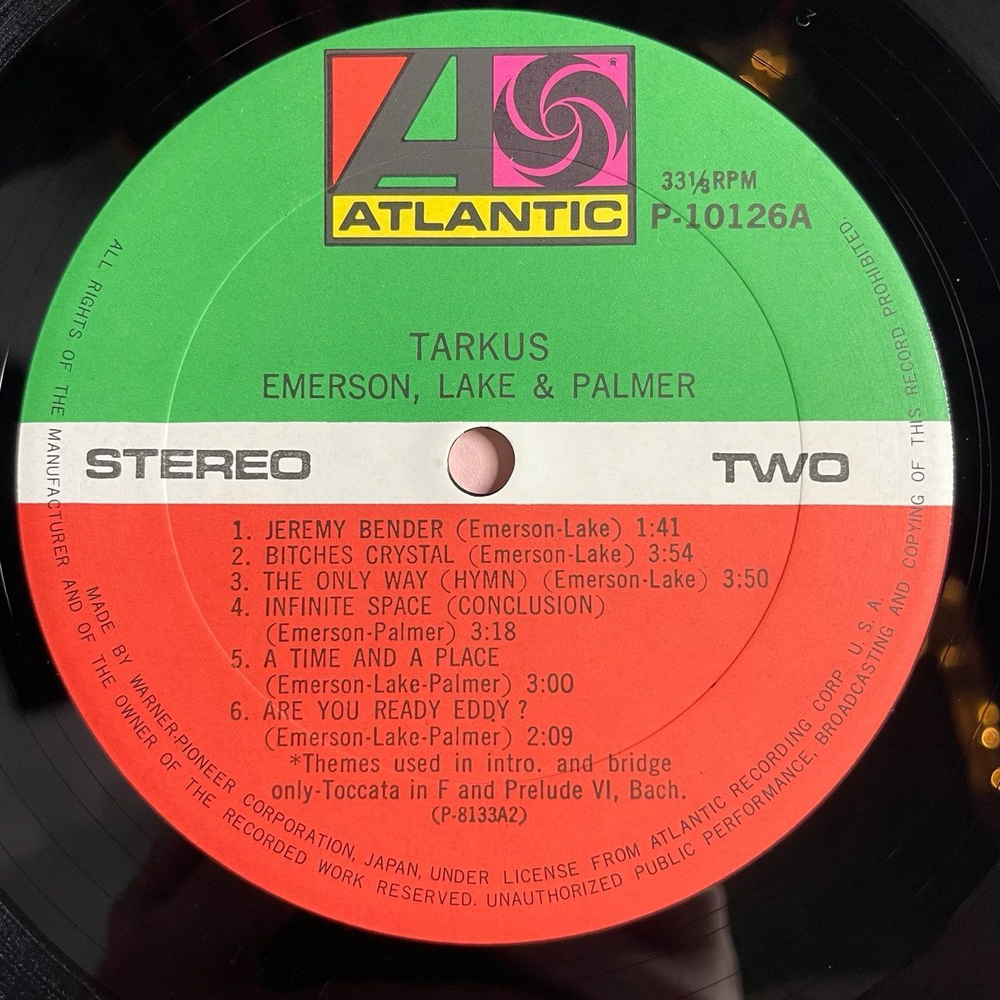 ATLANTIC
®
33⅓ RPM
P-10126A
TARKUS
EMERSON, LAKE & PALMER
STEREO
TWO
1. JEREMY BENDER (Emerson-Lake) 1:41
2. BITCHES CRYSTAL (Emerson-Lake) 3:54
3. THE ONLY WAY (HYMN) (Emerson-Lake) 3:50
4. INFINITE SPACE (CONCLUSION)
(Emerson-Palmer) 3:18
5. A TIME AND A PLACE
(Emerson-Lake-Palmer) 3:00
6. ARE YOU READY EDDY?
(Emerson-Lake-Palmer) 2:09
*Themes used in intro. and bridge
only-Toccata in F and Prelude VI, Bach.
(P-8133A2)
MADE BY WARNER-PIONEER CORPORATION, JAPAN, UNDER LICENSE FROM ATLANTIC RECORDING CORP. U. S. A.
ALL RIGHTS OF THE MANUFACTURER AND OF THE OWNER OF THE RECORDED WORK RESERVED. UNAUTHORIZED PUBLIC PERFORMANCE, BROADCASTING AND COPYING OF THIS RECORD PROHIBITED.
3